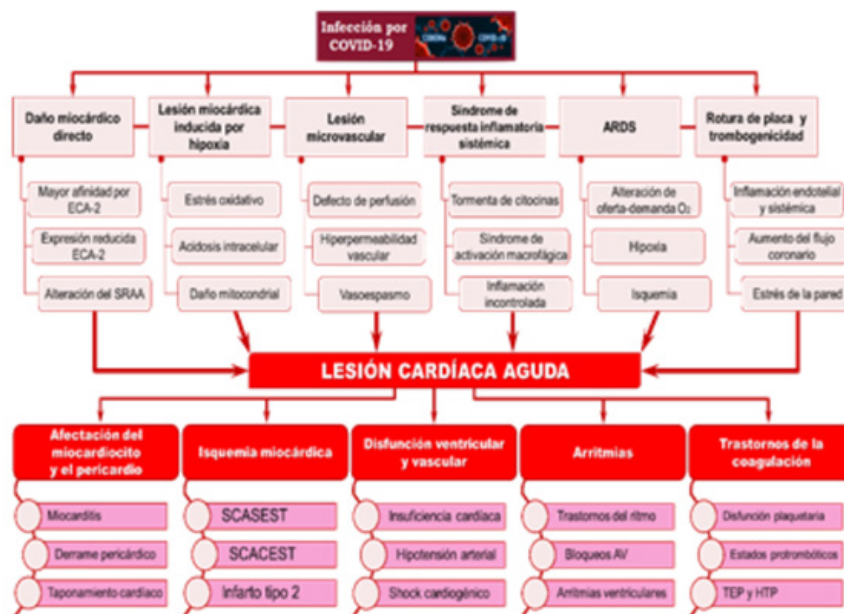 Infección por
COVID-19
CORONA
COVID-19
Daño miocárdico
directo
Lesión miocárdica
inducida por
hipoxia
Lesión
microvascular
Síndrome de
respuesta inflamatoria
sistémica
ARDS
Rotura de placa y
trombogenicidad
Mayor afinidad por
ECA-2
Expresión reducida
ECA-2
Alteración del SRAA
Estrés oxidativo
Acidosis intracelular
Daño mitocondrial
Defecto de perfusión
Hiperpermeabilidad
vascular
Vasoespasmo
Tormenta de citocinas
Síndrome de
activación macrofágica
Inflamación
incontrolada
Alteración de
oferta-demanda O₂
Hipoxia
Isquemia
Inflamación endotelial
y sistémica
Aumento del flujo
coronario
Estrés de la pared
LESIÓN CARDÍACA AGUDA
Afectación del
miocardiocito
y el pericardio
Isquemia miocárdica
Disfunción ventricular
y vascular
Arritmias
Trastornos de la
coagulación
Miocarditis
Derrame pericárdico
Taponamiento cardíaco
SCASEST
SCACEST
Infarto tipo 2
Insuficiencia cardíaca
Hipotensión arterial
Shock cardiogénico
Trastornos del ritmo
Bloqueos AV
Arritmias ventriculares
Disfunción plaquetaria
Estados protrombóticos
TEP y HTP